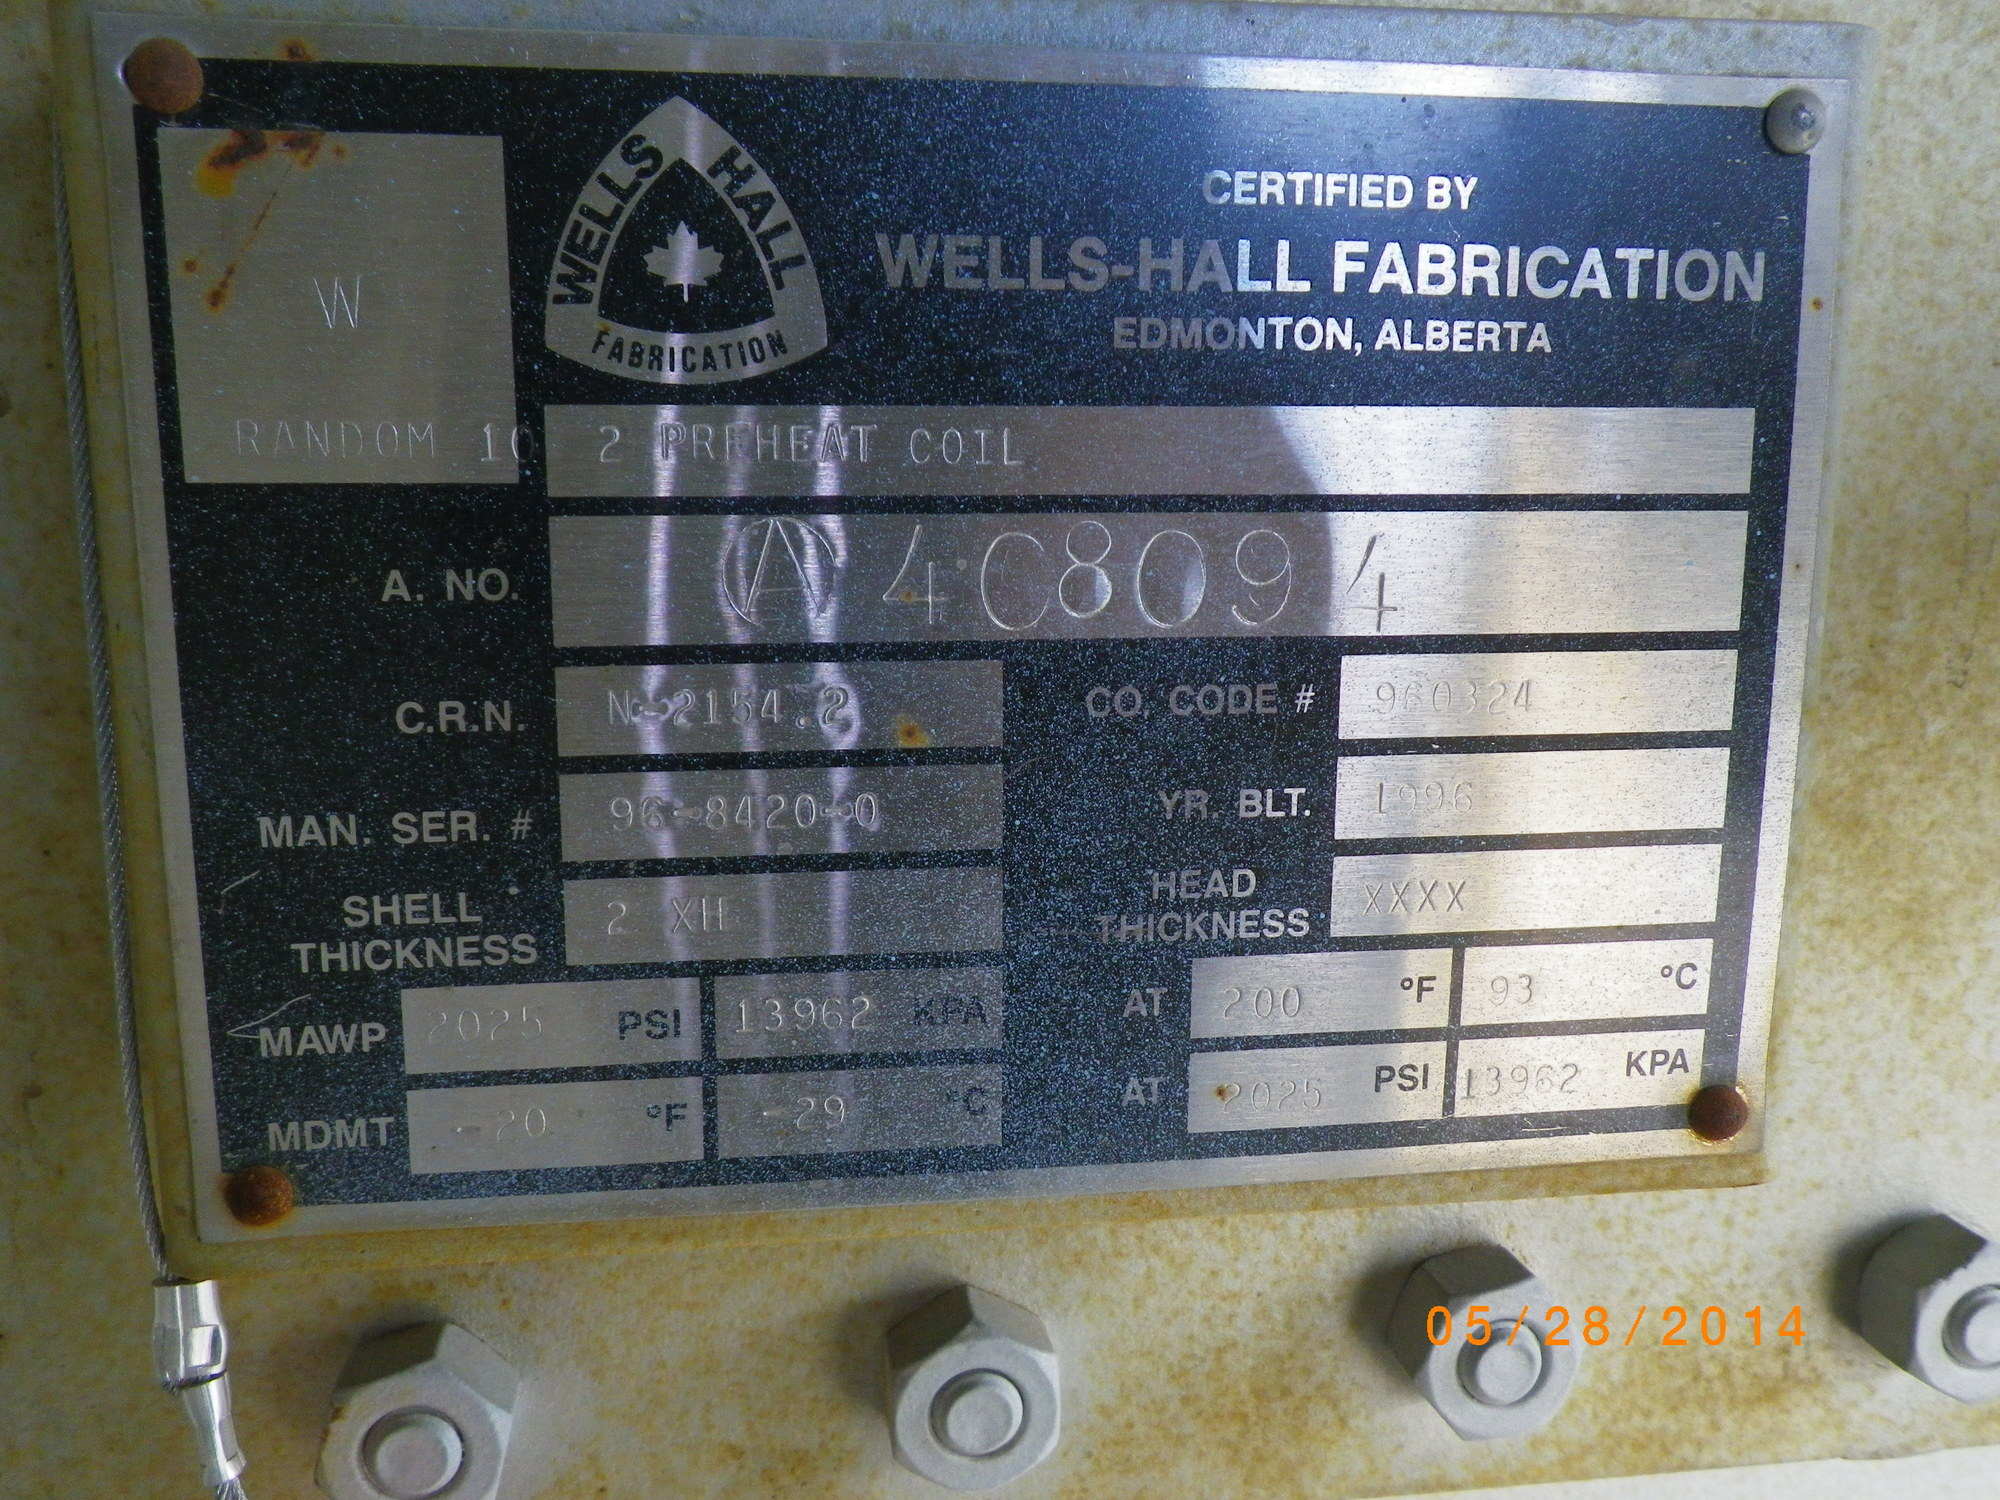 WELLS HALL
FABRICATION
CERTIFIED BY
WELLS-HALL FABRICATION
EDMONTON, ALBERTA
W
RANDOM 10 2 PREHEAT COIL
A. NO. A 4C8094
C.R.N. N-2154.2 CO. CODE # 960324
MAN. SER. # 96-8420-0 YR. BLT. 1996
SHELL THICKNESS 2 XH HEAD THICKNESS XXXX
MAWP 2025 PSI 13962 KPA AT 200 °F 93 °C
MDMT -20 °F -29 °C AT 2025 PSI 13962 KPA
05/28/2014